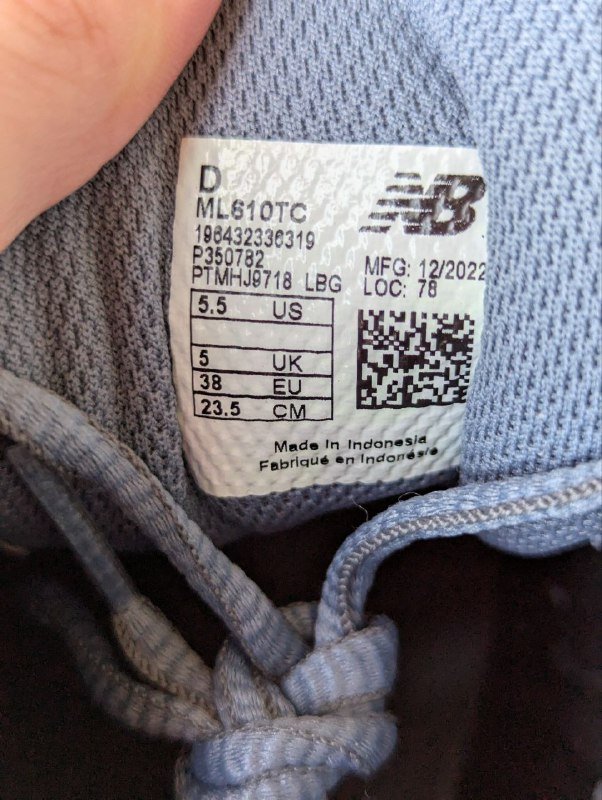 D
NB
ML610TC
196432336319
P350782
PTMHJ9718 LBG
MFG: 12/2022
LOC: 78
5.5 US
5 UK
38 EU
23.5 CM
Made in Indonesia
Fabriqué en Indonésie